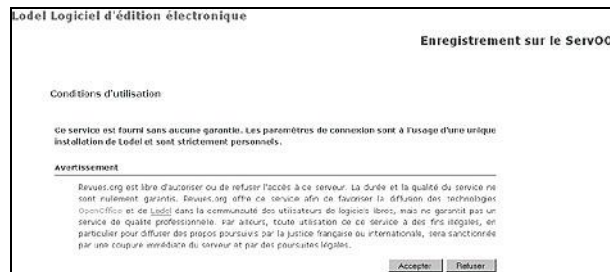 Lodel Logiciel d'édition électronique
Enregistrement sur le ServOO
Conditions d'utilisation
Ce service est fourni sans aucune garantie. Les paramètres de connexion sont à l'usage d'une unique
installation de Lodel et sont strictement personnels.
Avertissement
Revues.org est libre d'autoriser ou de refuser l'accès à ce serveur. La durée et la qualité du service ne
sont nulement garantis. Revues.org offre ce service afin de favoriser la diffusion des technologies
OpenOffice et de Lodel dans la communauté des utilisateurs de logiciels libres, mais ne garantit pas un
service de qualité professionnelle. Par ailleurs, toute utilisation de ce service à des fins illégales, en
particulier pour diffuser des propos poursuivis par la justice française ou internationale, sera sanctionnée
par une coupure immédiate du serveur et par des poursuites légales.
Accepter Refuser